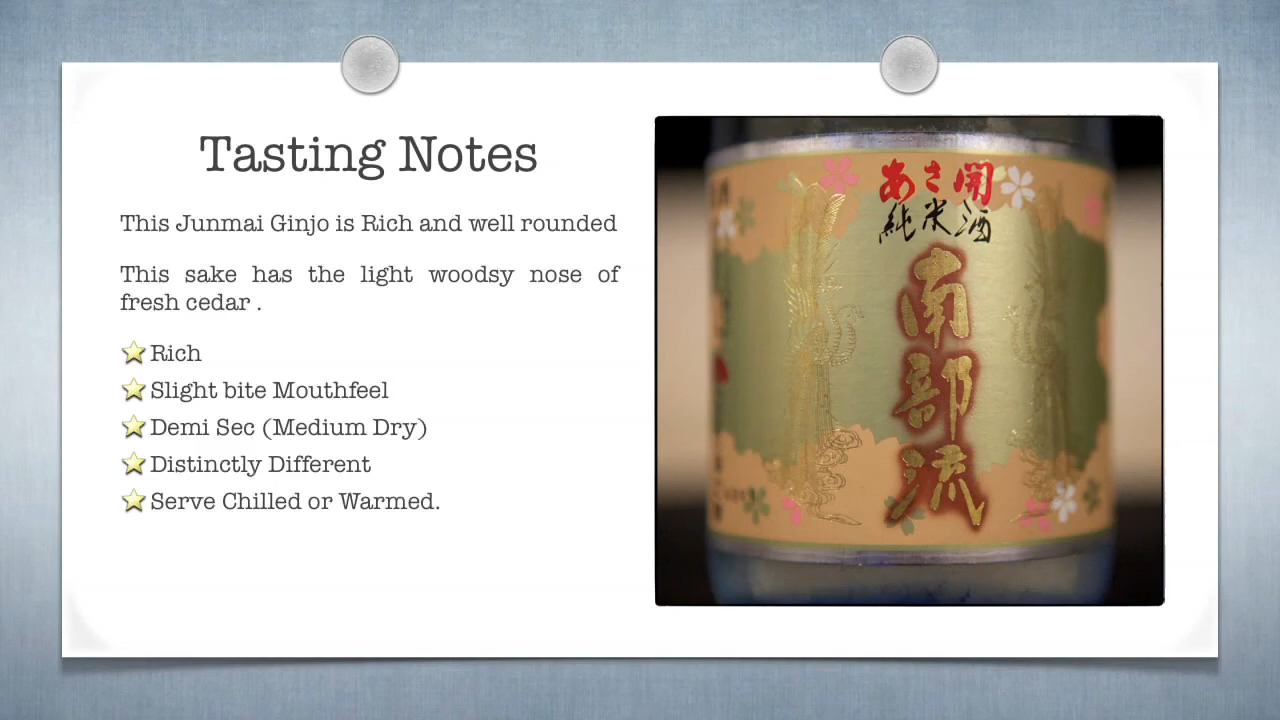 Tasting Notes
This Junmai Ginjo is Rich and well rounded
This sake has the light woodsy nose of
fresh cedar .
Rich
Slight bite Mouthfeel
Demi Sec (Medium Dry)
Distinctly Different
Serve Chilled or Warmed.
あさ開
純米酒
南部流